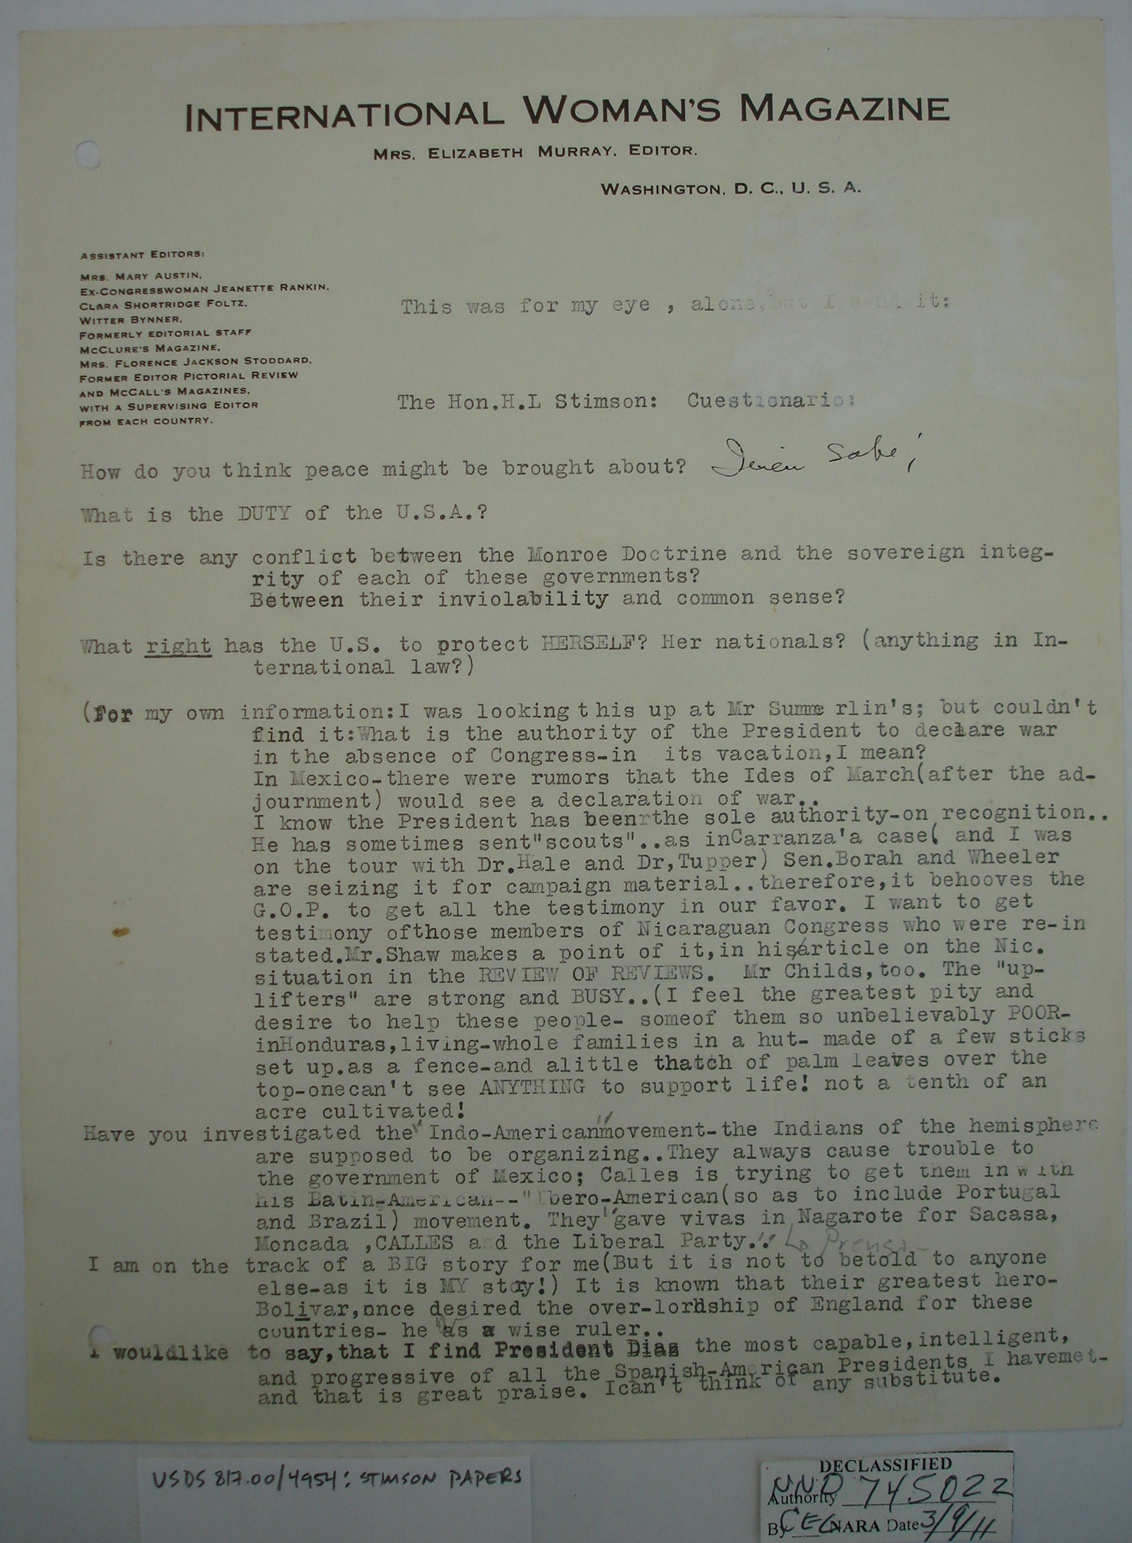 INTERNATIONAL WOMAN'S MAGAZINE
MRS. ELIZABETH MURRAY, EDITOR.
WASHINGTON, D. C., U. S. A.
ASSISTANT EDITORS:
MRS. MARY AUSTIN,
EX-CONGRESSWOMAN JEANETTE RANKIN,
CLARA SHORTRIDGE FOLTZ,
WITTER BYNNER,
FORMERLY EDITORIAL STAFF
MCCLURE'S MAGAZINE,
MRS. FLORENCE JACKSON STODDARD,
FORMER EDITOR PICTORIAL REVIEW
AND MCCALL'S MAGAZINES,
WITH A SUPERVISING EDITOR
FROM EACH COUNTRY.
This was for my eye , alone,but I send it:
The Hon.H.L Stimson: Cuestionario:
How do you think peace might be brought about? Sabe!
What is the DUTY of the U.S.A.?
Is there any conflict between the Monroe Doctrine and the sovereign integ-
rity of each of these governments?
Between their inviolability and common sense?
What right has the U.S. to protect HERSELF? Her nationals? (anything in In-
ternational law?)
(For my own information:I was looking this up at Mr Summe rlin's; but couldn't
find it:What is the authority of the President to declare war
in the absence of Congress-in its vacation,I mean?
In Mexico-there were rumors that the Ides of March(after the ad-
journment) would see a declaration of war..
I know the President has been the sole authority-on recognition..
He has sometimes sent"scouts"..as inCarranza'a case( and I was
on the tour with Dr.Hale and Dr,Tupper) Sen.Borah and Wheeler
are seizing it for campaign material..therefore,it behooves the
G.O.P. to get all the testimony in our favor. I want to get
testimony ofthose members of Nicaraguan Congress who were re-in
stated.Mr.Shaw makes a point of it,in his article on the Nic.
situation in the REVIEW OF REVIEWS. Mr Childs,too. The "up-
lifters" are strong and BUSY..(I feel the greatest pity and
desire to help these people- someof them so unbelievably POOR-
inHonduras,living-whole families in a hut- made of a few sticks
set up.as a fence-and alittle thatch of palm leaves over the
top-onecan't see ANYTHING to support life! not a tenth of an
acre cultivated!
Have you investigated the "Indo-American" movement-the Indians of the hemisphere
are supposed to be organizing..They always cause trouble to
the government of Mexico; Calles is trying to get them in with
his Latin-American--"Ibero-American(so as to include Portugal
and Brazil) movement. They "gave vivas in Nagarote for Sacasa,
Moncada ,CALLES and the Liberal Party." La Prensa
I am on the track of a BIG story for me(But it is not to betold to anyone
else-as it is MY stoy!) It is known that their greatest hero-
Bolivar,once desired the over-lordship of England for these
countries- he was a wise ruler..
I wouldlike to say,that I find President Diaz the most capable,intelligent,
and progressive of all the Spanish-American Presidents I havemet-
and that is great praise. Ican't think of any substitute.
USDS 817.00/4954: STIMSON PAPERS
DECLASSIFIED
Authority NND 745022
By CEG NARA Date 3/9/11